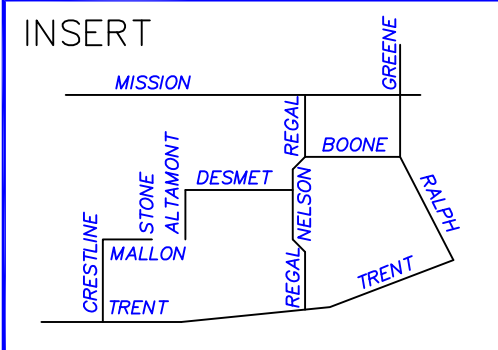 INSERT
GREENE
MISSION
REGAL
BOONE
STONE
ALTAMONT
DESMET
NELSON
RALPH
CRESTLINE
MALLON
REGAL
TRENT
TRENT